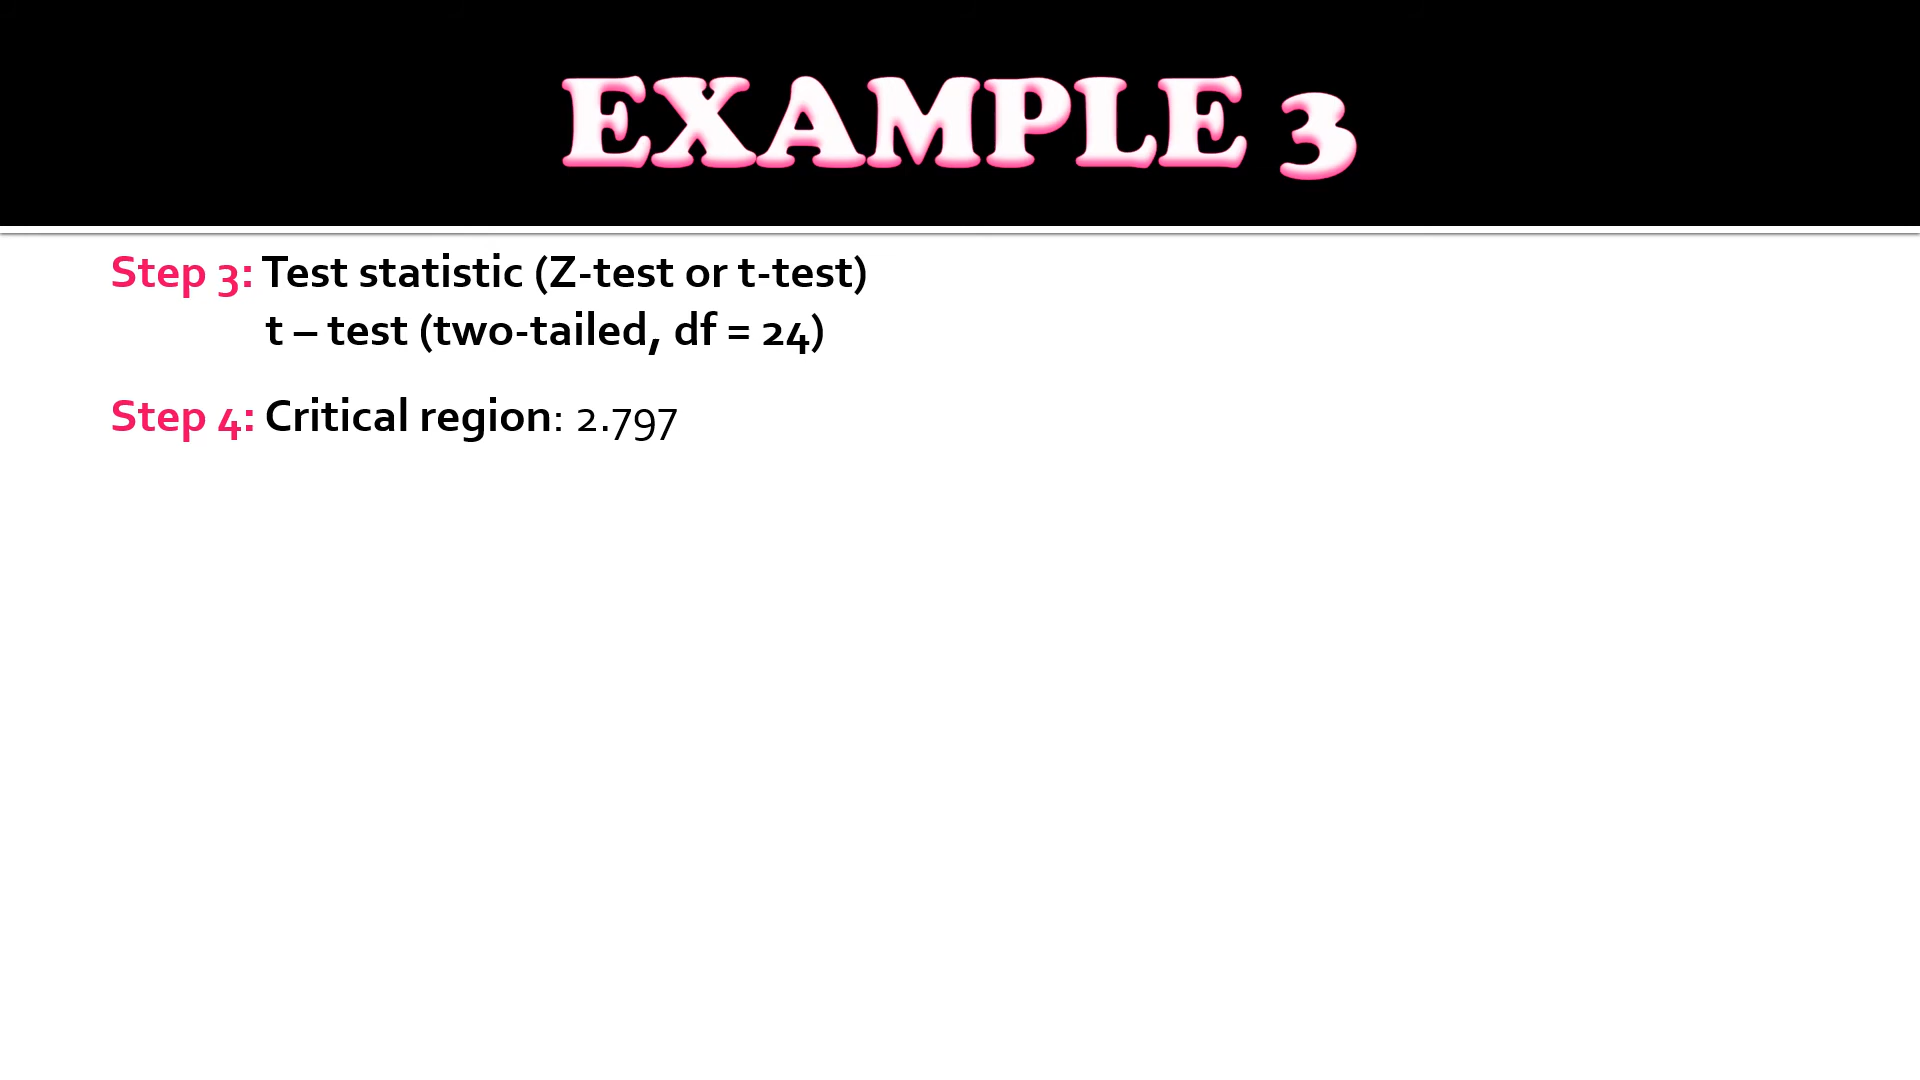 EXAMPLE 3
Step 3: Test statistic (Z-test or t-test)
t – test (two-tailed, df = 24)
Step 4: Critical region: 2.797